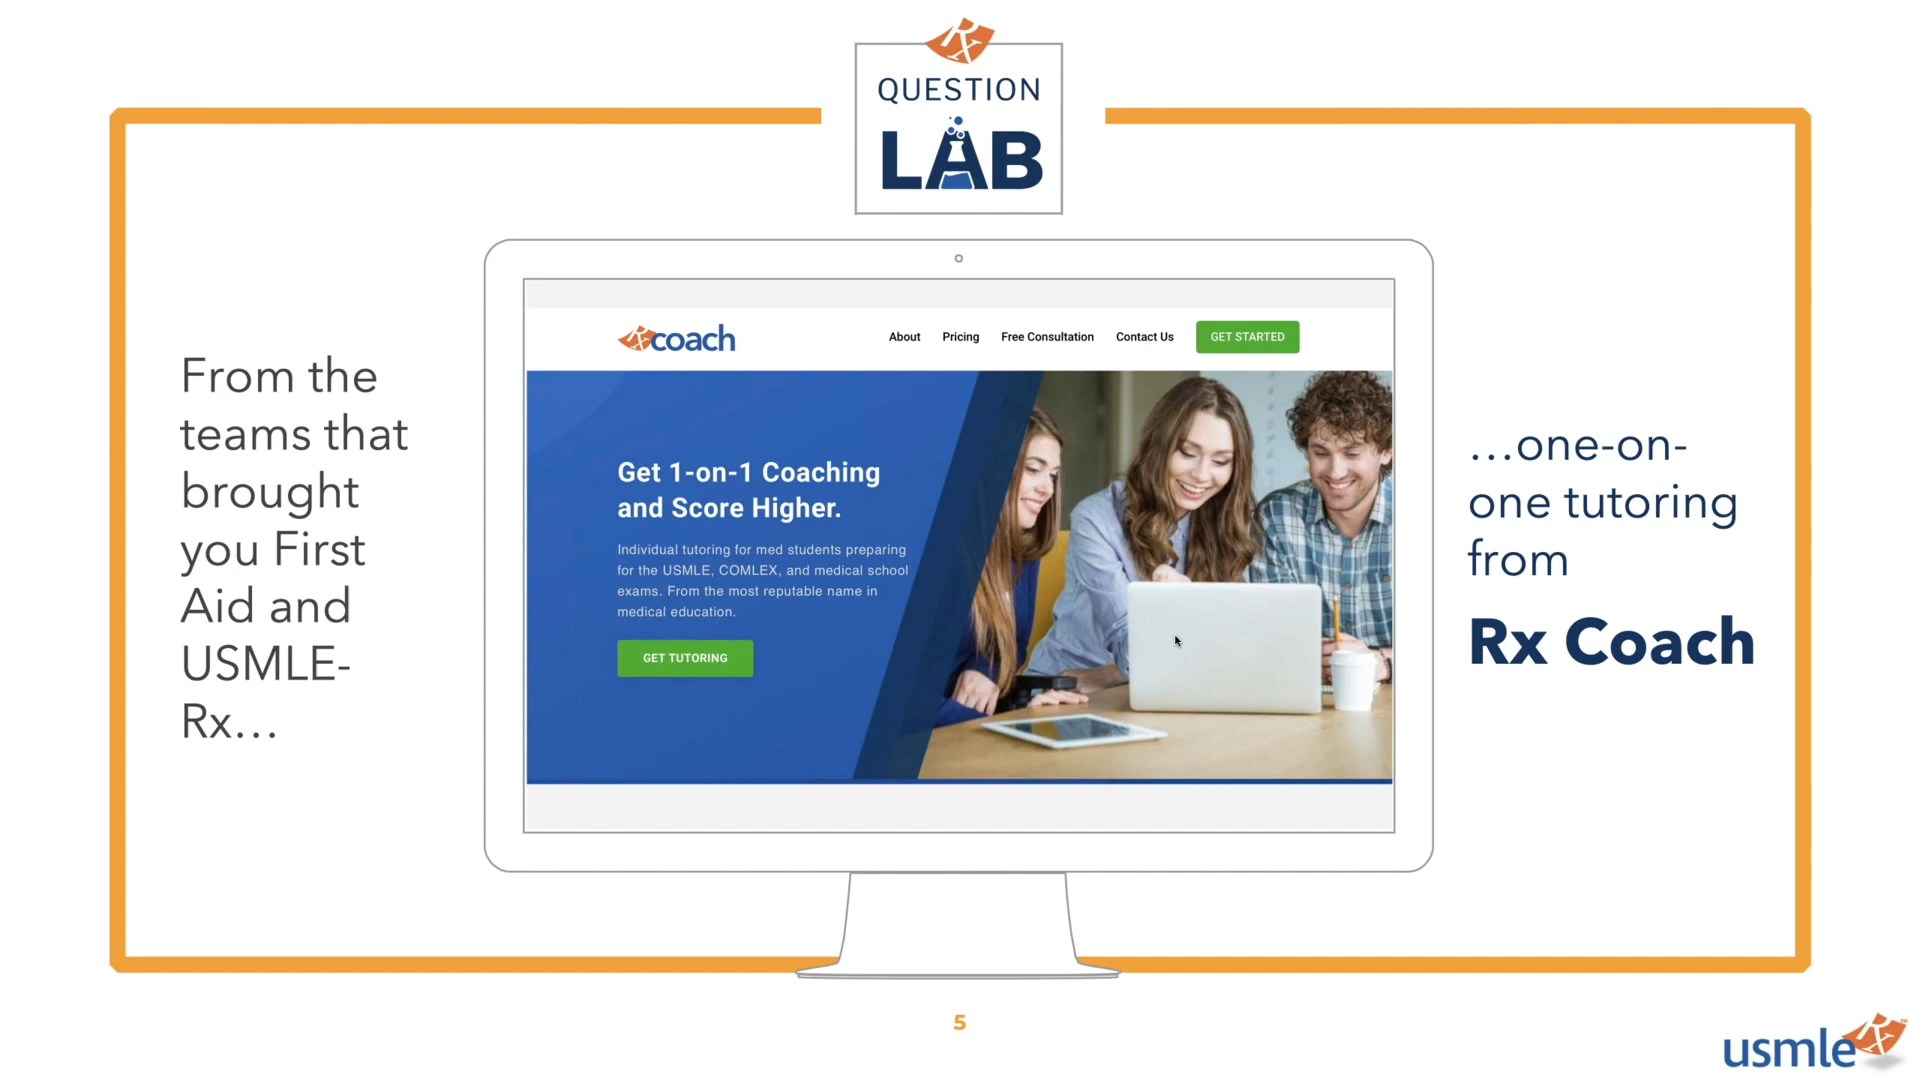 Rx
QUESTION
LAB
From the
teams that
brought
you First
Aid and
USMLE-
Rx…
Rx coach
About Pricing Free Consultation Contact Us GET STARTED
Get 1-on-1 Coaching
and Score Higher.
Individual tutoring for med students preparing
for the USMLE, COMLEX, and medical school
exams. From the most reputable name in
medical education.
GET TUTORING
…one-on-
one tutoring
from
Rx Coach
5
usmle Rx